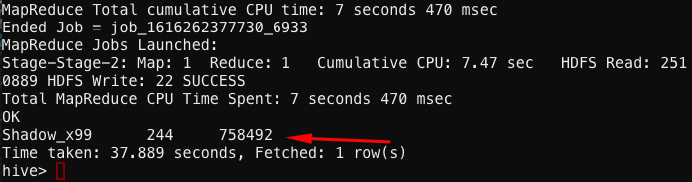 MapReduce Total cumulative CPU time: 7 seconds 470 msec
Ended Job = job_1616262377730_6933
MapReduce Jobs Launched:
Stage-Stage-2: Map: 1  Reduce: 1   Cumulative CPU: 7.47 sec   HDFS Read: 251
0889 HDFS Write: 22 SUCCESS
Total MapReduce CPU Time Spent: 7 seconds 470 msec
OK
Shadow_x99      244     758492
Time taken: 37.889 seconds, Fetched: 1 row(s)
hive>